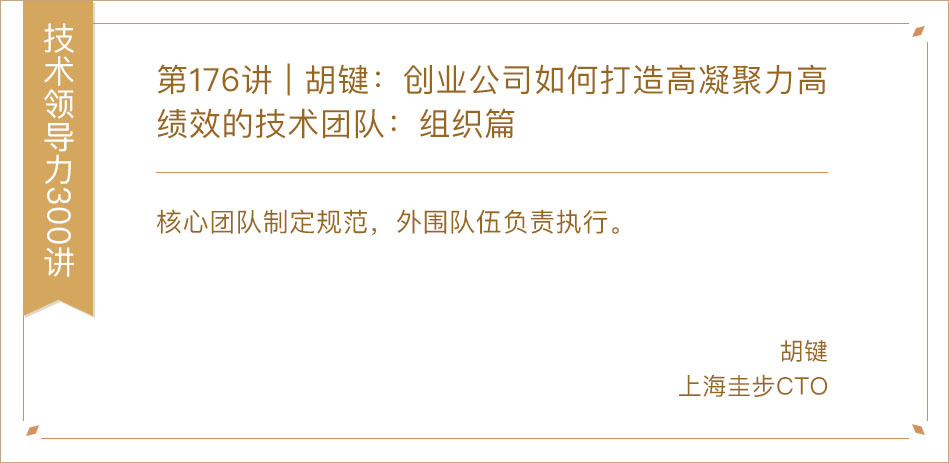 技术领导力300讲
第176讲 | 胡键：创业公司如何打造高凝聚力高
绩效的技术团队：组织篇
核心团队制定规范，外围队伍负责执行。
胡键
上海圭步CTO